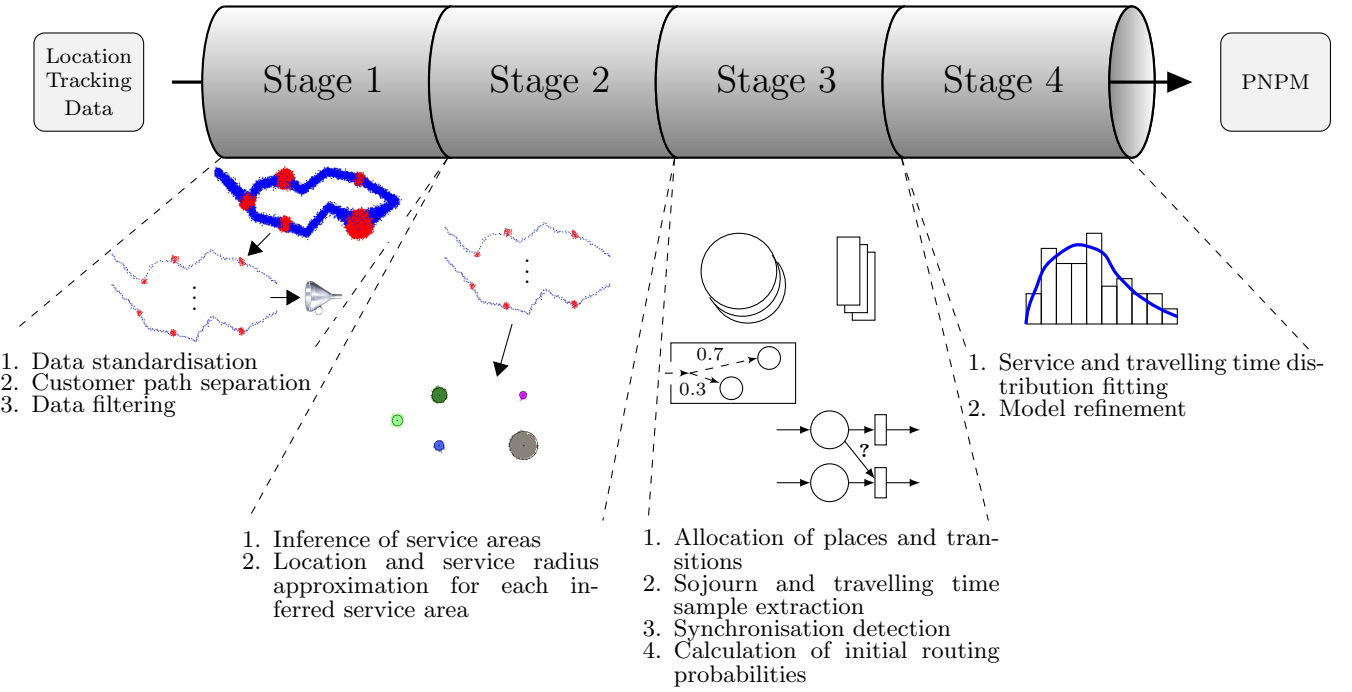 Location
Tracking
Data
Stage 1
Stage 2
Stage 3
Stage 4
PNPM
1. Data standardisation
2. Customer path separation
3. Data filtering
1. Inference of service areas
2. Location and service radius
approximation for each in-
ferred service area
0.7
0.3
?
1. Allocation of places and tran-
sitions
2. Sojourn and travelling time
sample extraction
3. Synchronisation detection
4. Calculation of initial routing
probabilities
1. Service and travelling time dis-
tribution fitting
2. Model refinement